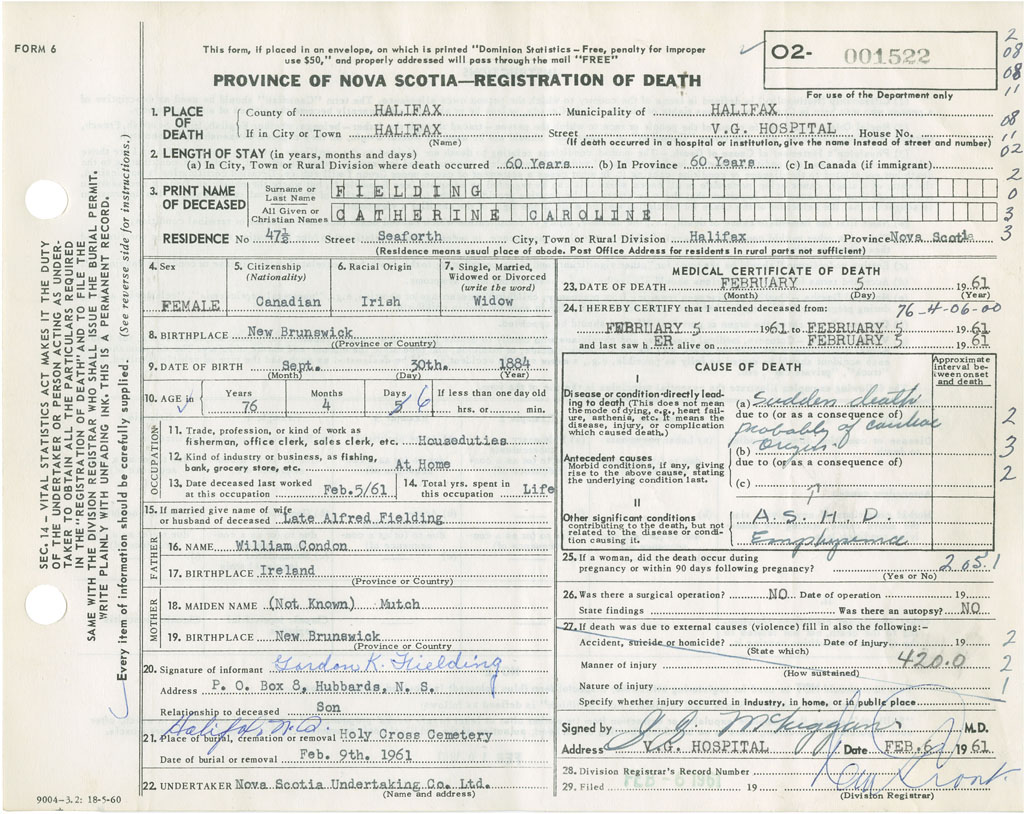 FORM 6
This form, if placed in an envelope, on which is printed "Dominion Statistics – Free, penalty for improper
use $50," and properly addressed will pass through the mail "FREE"
PROVINCE OF NOVA SCOTIA—REGISTRATION OF DEATH
02- 001522
For use of the Department only
2
08
08
11
08
11
02
2
0
3
3
SEC. 14 – VITAL STATISTICS ACT MAKES IT THE DUTY
OF THE UNDERTAKER OR PERSON ACTING AS UNDER-
TAKER TO OBTAIN ALL THE PARTICULARS REQUIRED
IN THE "REGISTRATION OF DEATH" AND TO FILE THE
SAME WITH THE DIVISION REGISTRAR WHO SHALL ISSUE THE BURIAL PERMIT.
WRITE PLAINLY WITH UNFADING INK. THIS IS A PERMANENT RECORD.
Every item of information should be carefully supplied. (See reverse side for instructions.)
1. PLACE OF DEATH
County of HALIFAX Municipality of HALIFAX
If in City or Town HALIFAX Street V.G. HOSPITAL House No.
(Name) (If death occurred in a hospital or institution, give the name instead of street and number)
2. LENGTH OF STAY (in years, months and days)
(a) In City, Town or Rural Division where death occurred 60 Years (b) In Province 60 Years (c) In Canada (if immigrant)
3. PRINT NAME OF DECEASED
Surname or Last Name FIELDING
All Given or Christian Names CATHERINE CAROLINE
RESIDENCE No 47½ Street Seaforth City, Town or Rural Division Halifax Province Nova Scotia
(Residence means usual place of abode. Post Office Address for residents in rural parts not sufficient)
4. Sex FEMALE
5. Citizenship (Nationality) Canadian
6. Racial Origin Irish
7. Single, Married, Widowed or Divorced (write the word) Widow
8. BIRTHPLACE New Brunswick
(Province or Country)
9. DATE OF BIRTH Sept. 30th. 1884
(Month) (Day) (Year)
10. AGE in Years 76 Months 4 Days 6 If less than one day old hrs. or min.
OCCUPATION
11. Trade, profession, or kind of work as
fisherman, office clerk, sales clerk, etc. Houseduties
12. Kind of industry or business, as fishing,
bank, grocery store, etc. At Home
13. Date deceased last worked at this occupation Feb.5/61
14. Total yrs. spent in this occupation Life
15. If married give name of wife
or husband of deceased Late Alfred Fielding
FATHER
16. NAME William Condon
17. BIRTHPLACE Ireland
(Province or Country)
MOTHER
18. MAIDEN NAME (Not Known) Mutch
19. BIRTHPLACE New Brunswick
(Province or Country)
20. Signature of informant Gordon K. Fielding
Address P. O. Box 8, Hubbards, N. S.
Relationship to deceased Son
Halifax, N.S.
21. Place of burial, cremation or removal Holy Cross Cemetery
Date of burial or removal Feb. 9th. 1961
22. UNDERTAKER Nova Scotia Undertaking Co. Ltd.
(Name and address)
9004–3.2: 18-5-60
MEDICAL CERTIFICATE OF DEATH
23. DATE OF DEATH FEBRUARY 5 19 61
(Month) (Day) (Year)
24. I HEREBY CERTIFY that I attended deceased from: 76-4-06-00
FEBRUARY 5 1961 to FEBRUARY 5 19 61
and last saw h ER alive on FEBRUARY 5 19 61
CAUSE OF DEATH
Approximate interval between onset and death
I
Disease or condition directly leading to death (This does not mean the mode of dying, e.g., heart failure, asthenia, etc. It means the disease, injury, or complication which caused death.)
(a) Sudden death
due to (or as a consequence of)
probably of cardiac
(b) Origin
Antecedent causes
Morbid conditions, if any, giving rise to the above cause, stating the underlying condition last.
due to (or as a consequence of)
(c)
2
3
2
II
Other significant conditions
contributing to the death, but not related to the disease or condition causing it.
A.S.H.D.
Emphysema
25. If a woman, did the death occur during
pregnancy or within 90 days following pregnancy? 205.1
(Yes or No)
26. Was there a surgical operation? NO Date of operation 19
State findings Was there an autopsy? NO
27. If death was due to external causes (violence) fill in also the following:–
Accident, suicide or homicide? Date of injury 19
(State which)
Manner of injury 420.0
(How sustained)
Nature of injury
Specify whether injury occurred in industry, in home, or in public place
2
2
1
Signed by M.D.
Address V.G. HOSPITAL Date FEB. 6 1961
28. Division Registrar's Record Number
29. Filed FEB 6 1961 19
(Division Registrar)